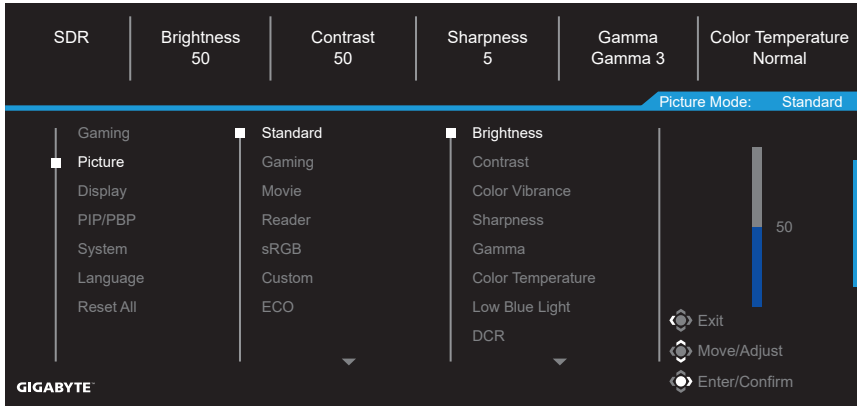 SDR Brightness Contrast Sharpness Gamma Color Temperature
50 50 5 Gamma 3 Normal
Picture Mode: Standard
Gaming Standard Brightness
Picture Gaming Contrast
Display Movie Color Vibrance
PIP/PBP Reader Sharpness
50
System sRGB Gamma
Language Custom Color Temperature
Reset All ECO Low Blue Light
Exit
DCR
Move/Adjust
Enter/Confirm
GIGABYTE™